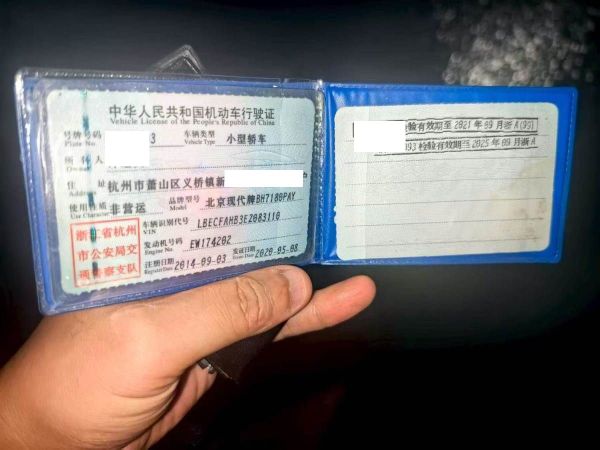 中华人民共和国机动车行驶证
Vehicle License of the People's Republic of China
号牌号码 3 车辆类型 小型轿车
Plate No. Vehicle Type
所有人
Owner
住址 杭州市萧山区义桥镇新
Address
使用性质 非营运 品牌型号 北京现代牌BH7180PAY
Use Character Model
车辆识别代号 LBECFAHB3EZ083110
VIN
发动机号码 EW174202
Engine No.
注册日期 2014-09-03 发证日期 2020-05-08
Register Date Issue Date
浙江省杭州
市公安局交
通警察支队
检验有效期至2021年09月浙A(99)
093检验有效期至2025年09月浙A